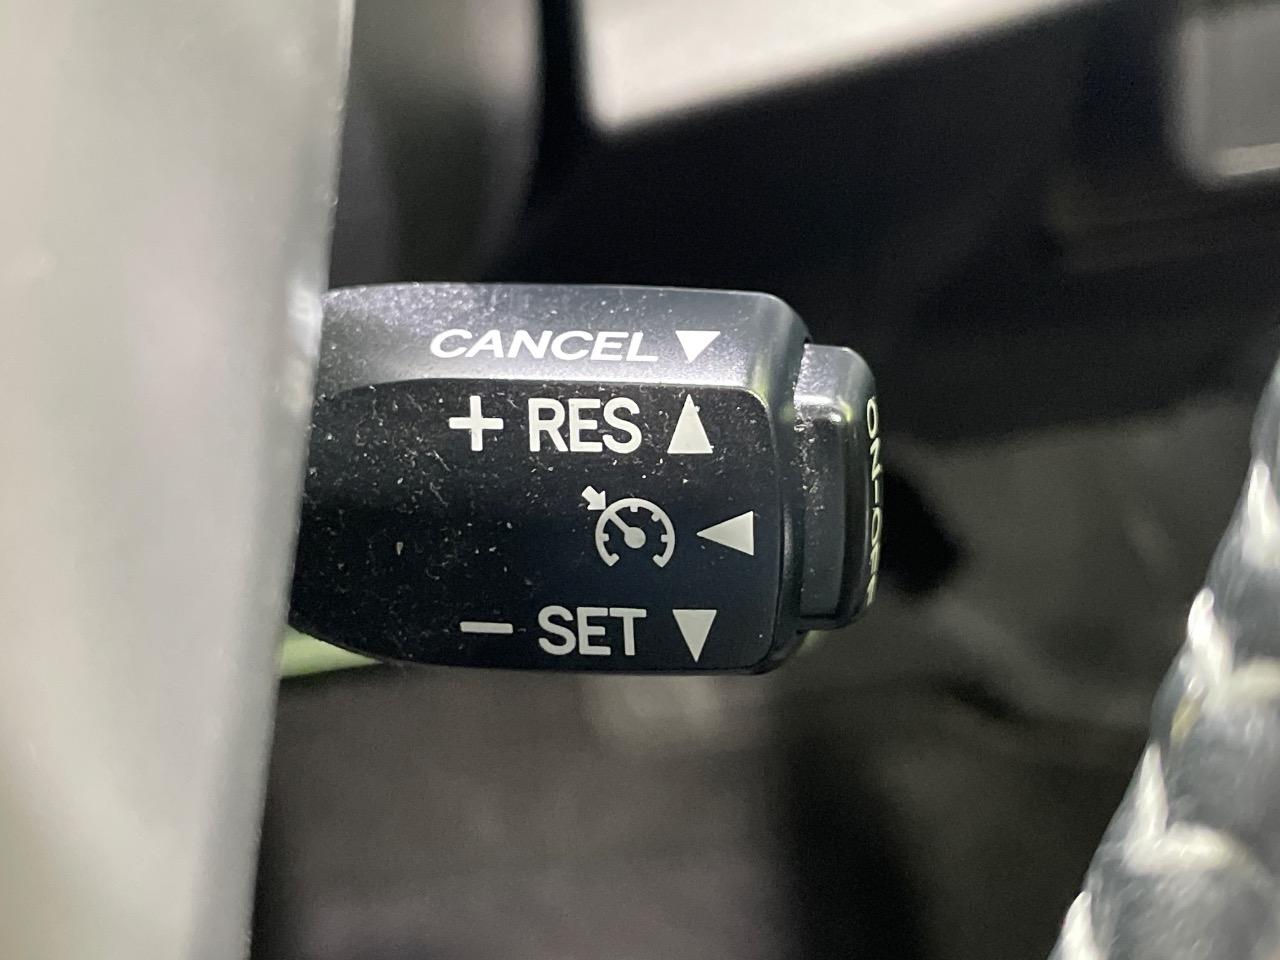 CANCEL ▼
+ RES ▲
◀
− SET ▼
ON-OFF